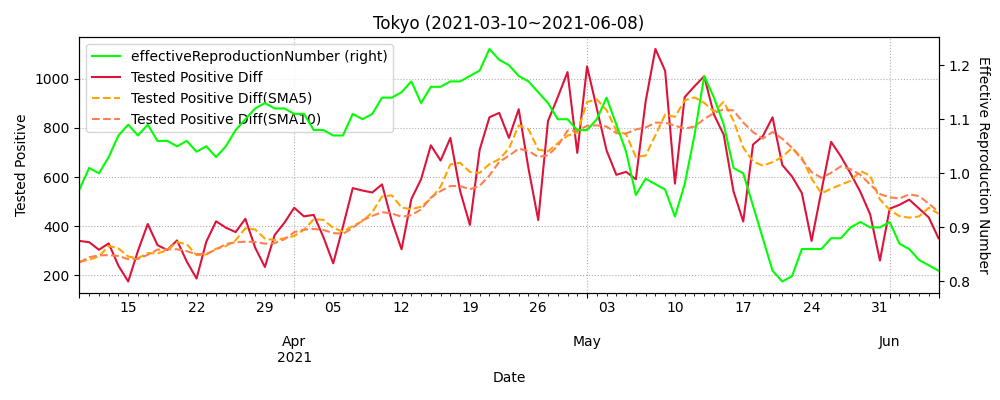 Tokyo (2021-03-10~2021-06-08)
effectiveReproductionNumber (right)
Tested Positive Diff
Tested Positive Diff(SMA5)
Tested Positive Diff(SMA10)
Tested Positive
1000
800
600
400
200
Effective Reproduction Number
1.2
1.1
1.0
0.9
0.8
15 22 29 05 12 19 26 03 10 17 24 31
Apr May Jun
2021
Date